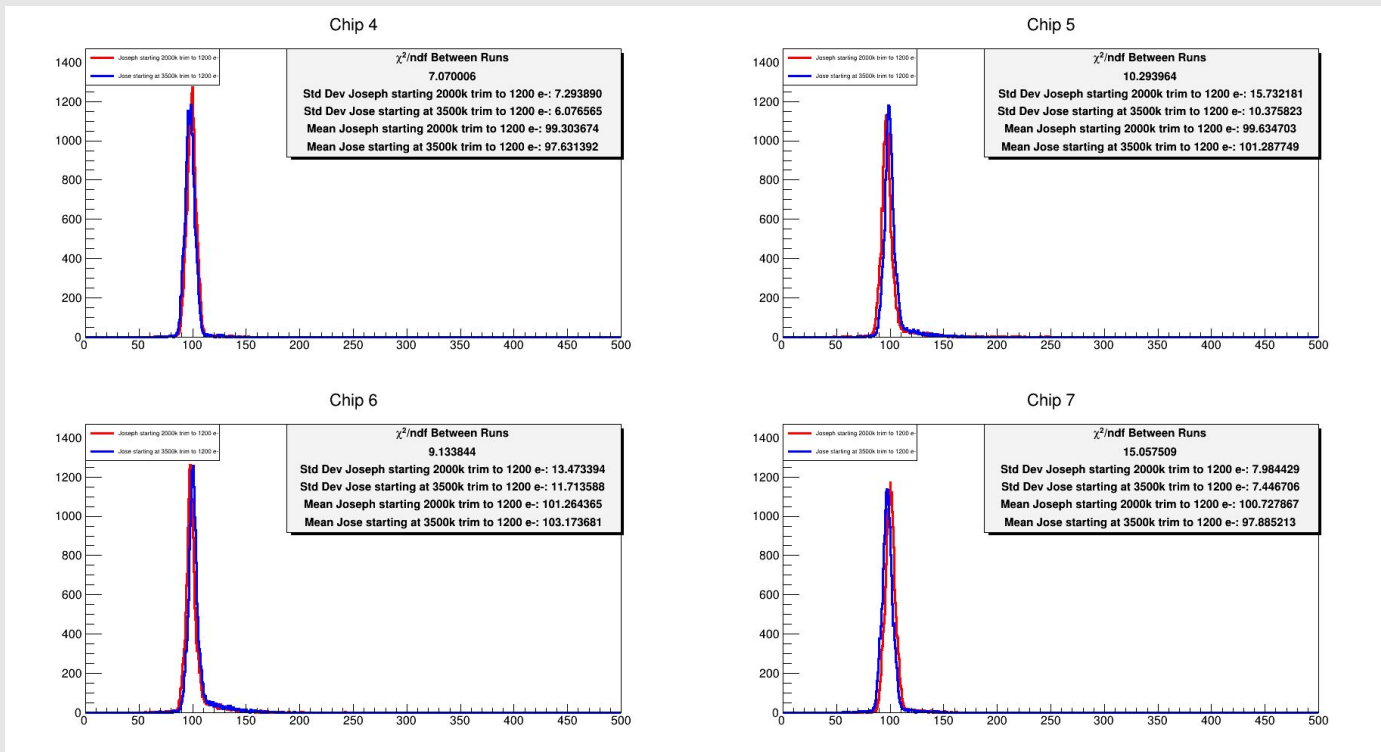 Chip 4
1400
1200
1000
800
600
400
200
0
0 50 100 150 200 250 300 350 400 450 500
Joseph starting 2000k trim to 1200 e-
Jose starting at 3500k trim to 1200 e-
χ²/ndf Between Runs
7.070006
Std Dev Joseph starting 2000k trim to 1200 e-: 7.293890
Std Dev Jose starting at 3500k trim to 1200 e-: 6.076565
Mean Joseph starting 2000k trim to 1200 e-: 99.303674
Mean Jose starting at 3500k trim to 1200 e-: 97.631392
Chip 5
1400
1200
1000
800
600
400
200
0
0 50 100 150 200 250 300 350 400 450 500
Joseph starting 2000k trim to 1200 e-
Jose starting at 3500k trim to 1200 e-
χ²/ndf Between Runs
10.293964
Std Dev Joseph starting 2000k trim to 1200 e-: 15.732181
Std Dev Jose starting at 3500k trim to 1200 e-: 10.375823
Mean Joseph starting 2000k trim to 1200 e-: 99.634703
Mean Jose starting at 3500k trim to 1200 e-: 101.287749
Chip 6
1400
1200
1000
800
600
400
200
0
0 50 100 150 200 250 300 350 400 450 500
Joseph starting 2000k trim to 1200 e-
Jose starting at 3500k trim to 1200 e-
χ²/ndf Between Runs
9.133844
Std Dev Joseph starting 2000k trim to 1200 e-: 13.473394
Std Dev Jose starting at 3500k trim to 1200 e-: 11.713588
Mean Joseph starting 2000k trim to 1200 e-: 101.264365
Mean Jose starting at 3500k trim to 1200 e-: 103.173681
Chip 7
1400
1200
1000
800
600
400
200
0
0 50 100 150 200 250 300 350 400 450 500
Joseph starting 2000k trim to 1200 e-
Jose starting at 3500k trim to 1200 e-
χ²/ndf Between Runs
15.057509
Std Dev Joseph starting 2000k trim to 1200 e-: 7.984429
Std Dev Jose starting at 3500k trim to 1200 e-: 7.446706
Mean Joseph starting 2000k trim to 1200 e-: 100.727867
Mean Jose starting at 3500k trim to 1200 e-: 97.885213